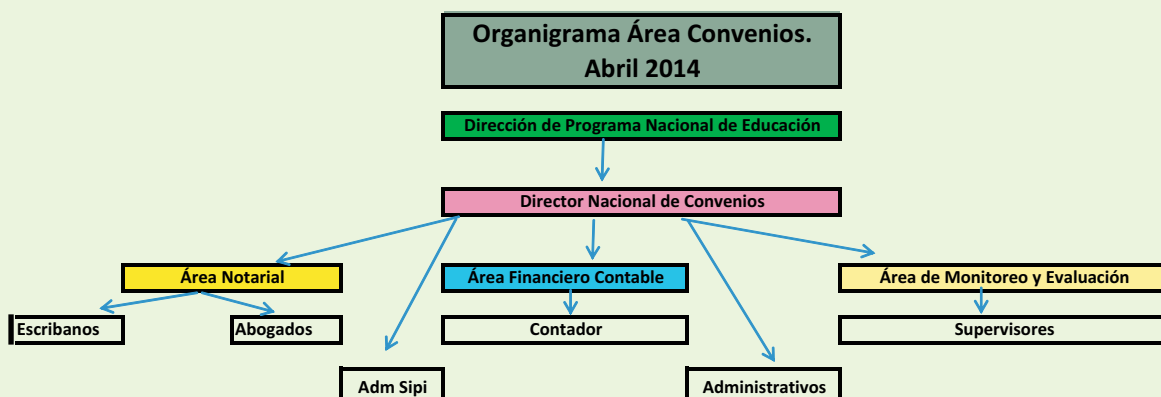 Organigrama Área Convenios.
Abril 2014
Dirección de Programa Nacional de Educación
Director Nacional de Convenios
Área Notarial
Área Financiero Contable
Área de Monitoreo y Evaluación
Escribanos
Abogados
Contador
Supervisores
Adm Sipi
Administrativos